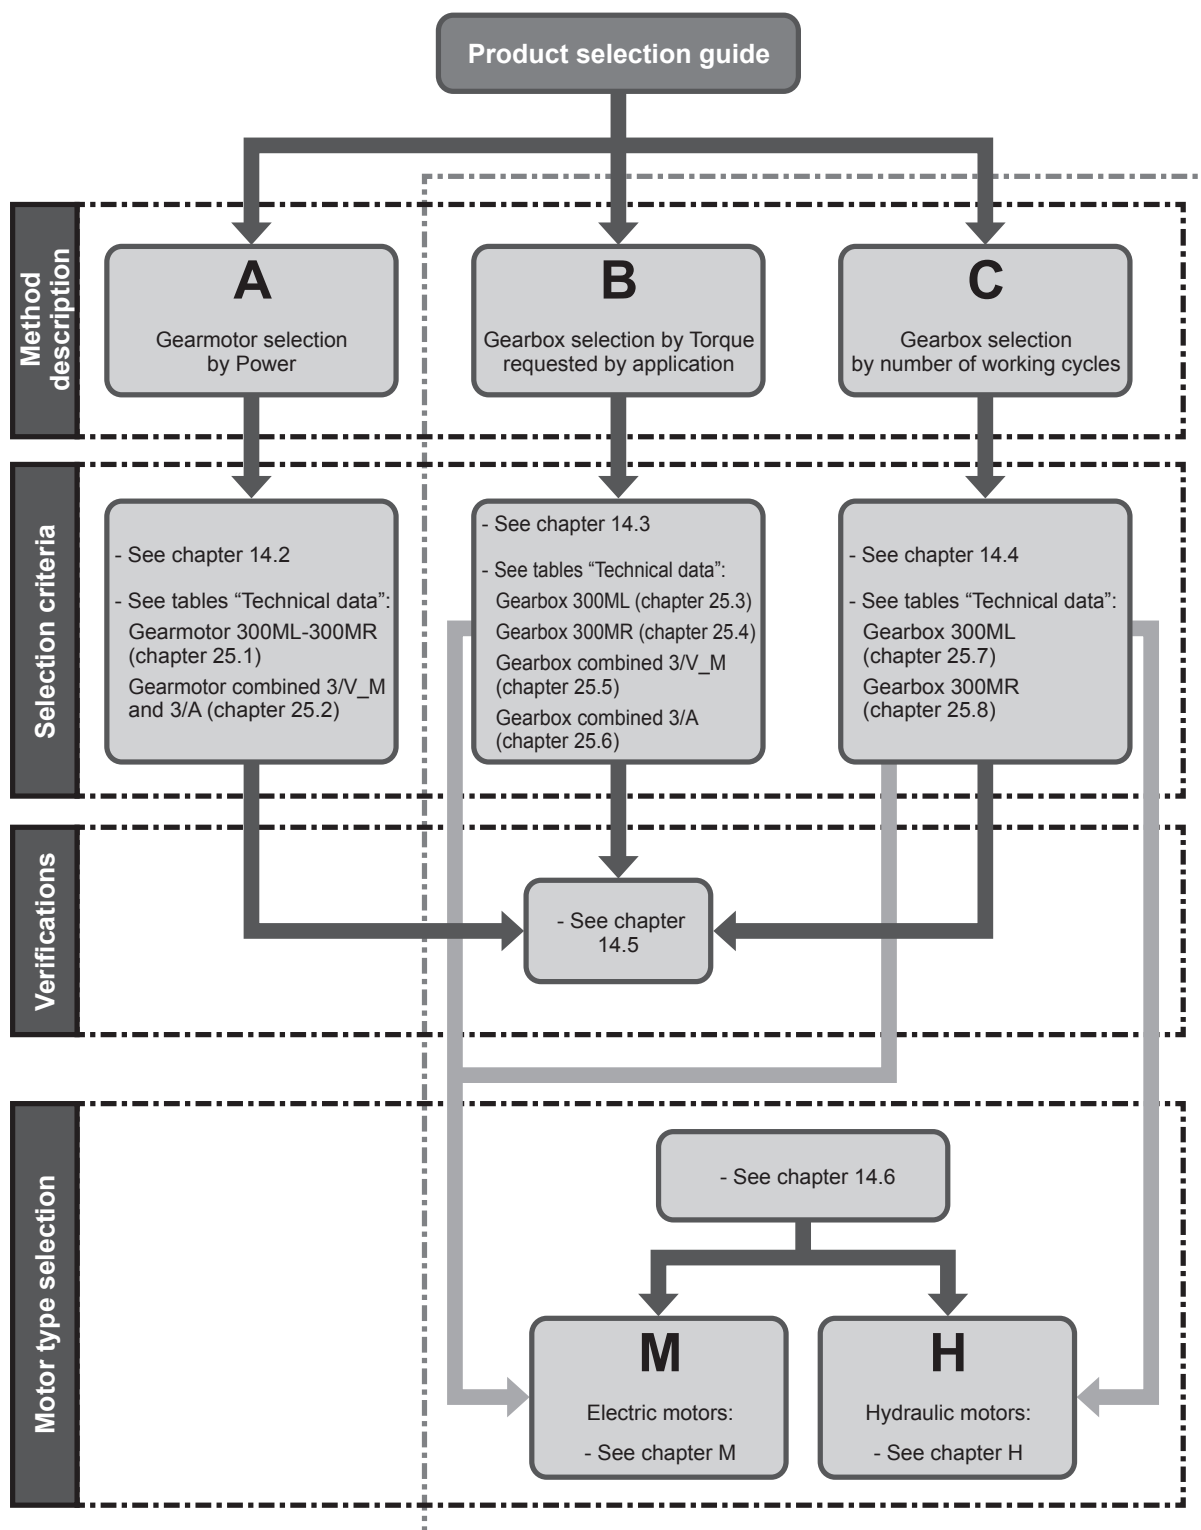 Product selection guide
Method
description
A
Gearmotor selection
by Power
B
Gearbox selection by Torque
requested by application
C
Gearbox selection
by number of working cycles
Selection criteria
- See chapter 14.2
- See tables “Technical data”:
Gearmotor 300ML-300MR
(chapter 25.1)
Gearmotor combined 3/V_M
and 3/A (chapter 25.2)
- See chapter 14.3
- See tables “Technical data”:
Gearbox 300ML (chapter 25.3)
Gearbox 300MR (chapter 25.4)
Gearbox combined 3/V_M
(chapter 25.5)
Gearbox combined 3/A
(chapter 25.6)
- See chapter 14.4
- See tables “Technical data”:
Gearbox 300ML
(chapter 25.7)
Gearbox 300MR
(chapter 25.8)
Verifications
- See chapter
14.5
Motor type selection
- See chapter 14.6
M
Electric motors:
- See chapter M
H
Hydraulic motors:
- See chapter H